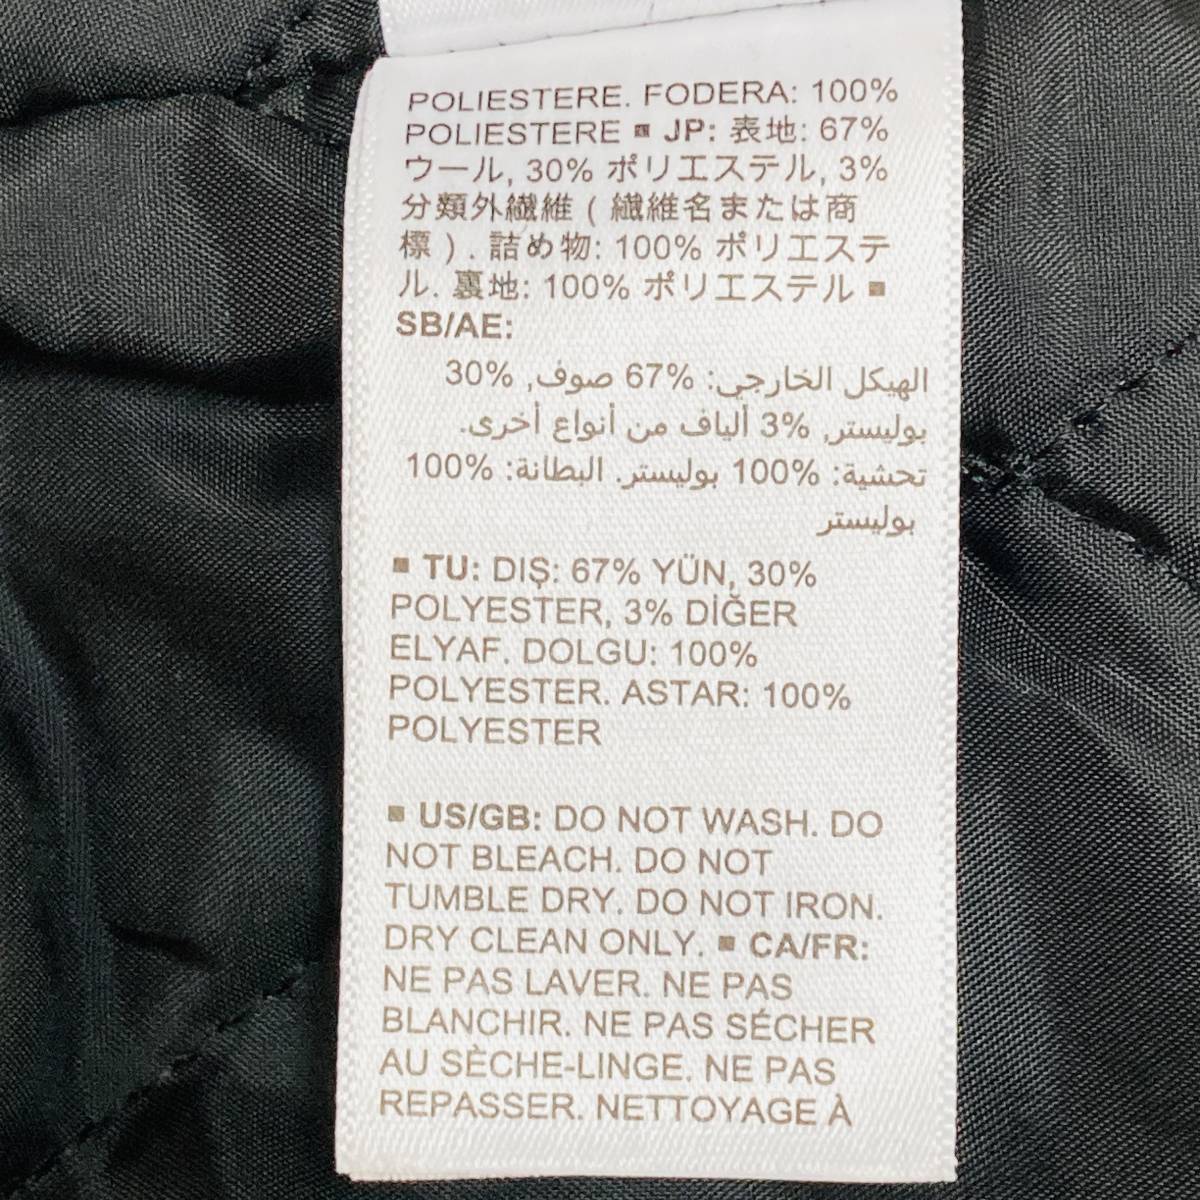 POLIESTERE. FODERA: 100%
POLIESTERE ■ JP: 表地: 67%
ウール, 30% ポリエステル, 3%
分類外繊維 ( 繊維名または商
標 ) . 詰め物: 100% ポリエステ
ル. 裏地: 100% ポリエステル ■
SB/AE:
الهيكل الخارجي: 67% صوف, 30%
بوليستر, 3% ألياف من أنواع أخرى.
تحشية: 100% بوليستر. البطانة: 100%
بوليستر
■ TU: DIŞ: 67% YÜN, 30%
POLYESTER, 3% DİĞER
ELYAF. DOLGU: 100%
POLYESTER. ASTAR: 100%
POLYESTER
■ US/GB: DO NOT WASH. DO
NOT BLEACH. DO NOT
TUMBLE DRY. DO NOT IRON.
DRY CLEAN ONLY. ■ CA/FR:
NE PAS LAVER. NE PAS
BLANCHIR. NE PAS SÉCHER
AU SÈCHE-LINGE. NE PAS
REPASSER. NETTOYAGE À